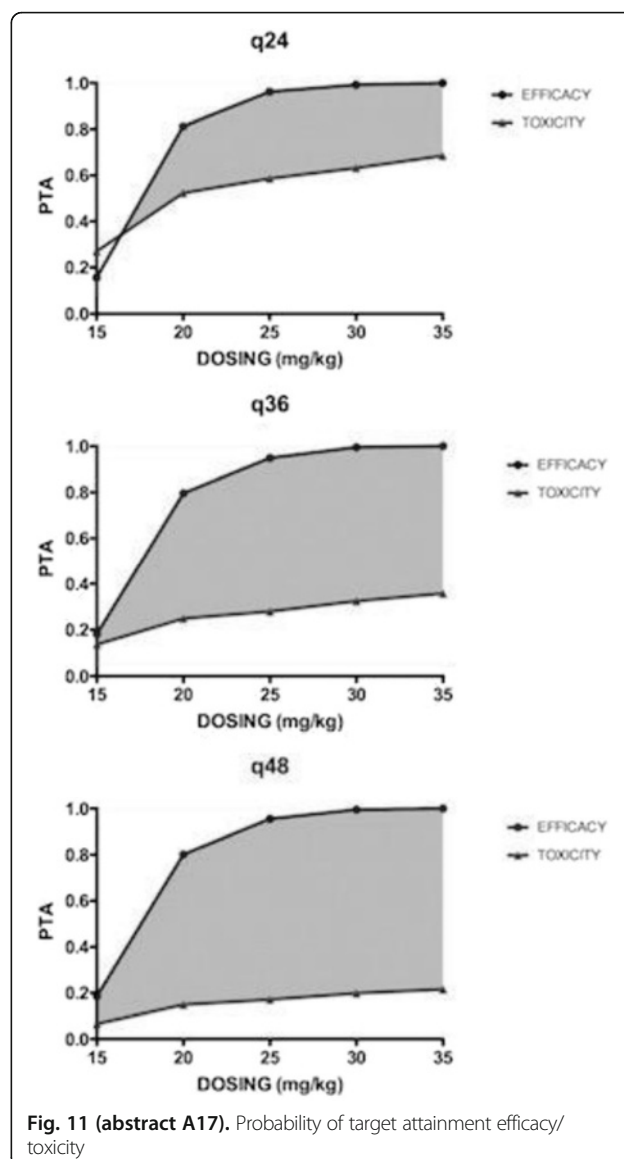 q24
1.0
0.8
0.6
0.4
0.2
0.0
PTA
15 20 25 30 35
DOSING (mg/kg)
EFFICACY
TOXICITY
q36
1.0
0.8
0.6
0.4
0.2
0.0
PTA
15 20 25 30 35
DOSING (mg/kg)
EFFICACY
TOXICITY
q48
1.0
0.8
0.6
0.4
0.2
0.0
PTA
15 20 25 30 35
DOSING (mg/kg)
EFFICACY
TOXICITY
Fig. 11 (abstract A17). Probability of target attainment efficacy/
toxicity